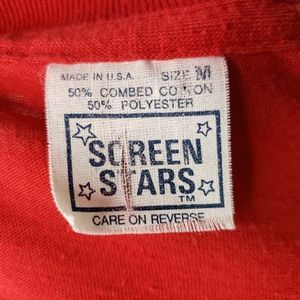 MADE IN U.S.A. SIZE M
50% COMBED COTTON
50% POLYESTER
SCREEN
STARS
TM
CARE ON REVERSE